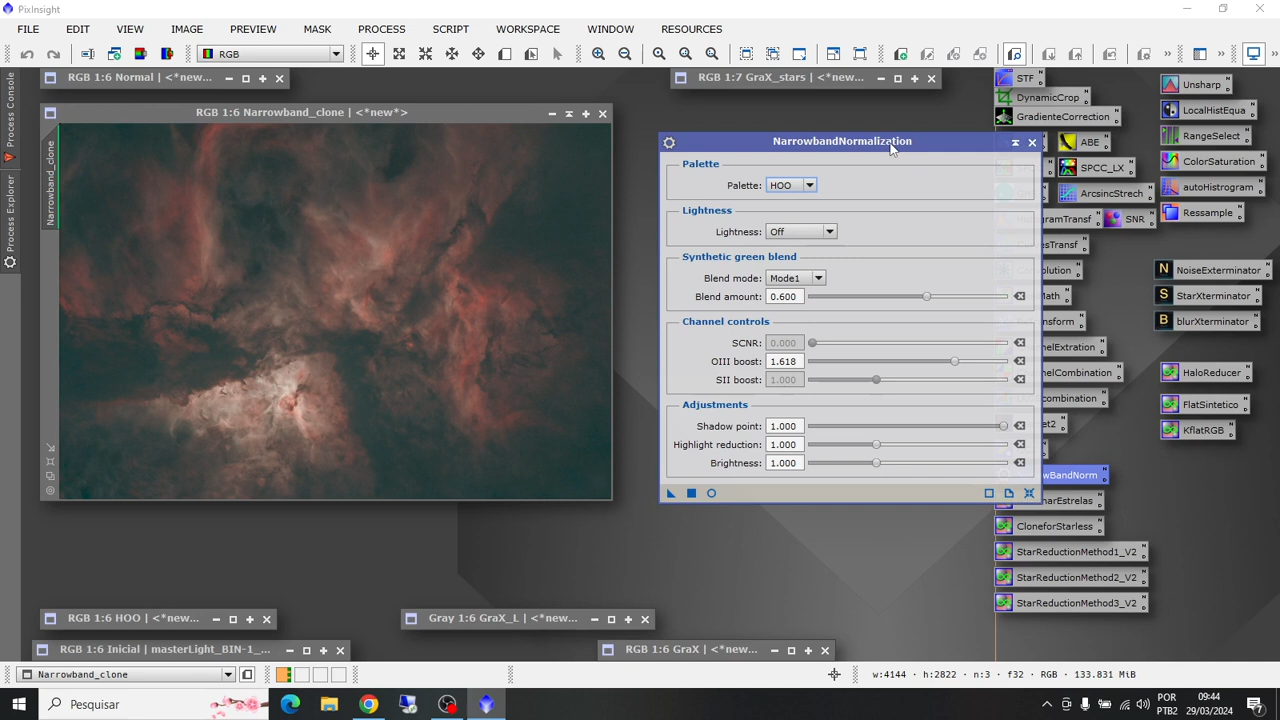 PixInsight
FILE EDIT VIEW IMAGE PREVIEW MASK PROCESS SCRIPT WORKSPACE WINDOW RESOURCES
RGB
Process Console
Process Explorer
RGB 1:6 Normal | <*new...
RGB 1:7 GraX_stars | <*new...
RGB 1:6 Narrowband_clone | <*new*>
Narrowband_clone
NarrowbandNormalization
Palette
Palette: HOO
Lightness
Lightness: Off
Synthetic green blend
Blend mode: Mode1
Blend amount: 0.600
Channel controls
SCNR: 0.000
OIII boost: 1.618
SII boost: 1.000
Adjustments
Shadow point: 1.000
Highlight reduction: 1.000
Brightness: 1.000
STF
DynamicCrop
GradienteCorrection
ABE
SPCC_LX
ArcsincStrech
SNR
CloneforStarless
StarReductionMethod1_V2
StarReductionMethod2_V2
StarReductionMethod3_V2
Unsharp
LocalHistEqua
RangeSelect
ColorSaturation
autoHistogram
Ressample
NoiseExterminator
StarXterminator
blurXterminator
HaloReducer
FlatSintetico
KflatRGB
RGB 1:6 HOO | <*new...
Gray 1:6 GraX_L | <*new...
RGB 1:6 Inicial | masterLight_BIN-1_...
RGB 1:6 GraX | <*new...
Narrowband_clone
w:4144 · h:2822 · n:3 · f32 · RGB · 133.831 MiB
Pesquisar
POR
PTB2
09:44
29/03/2024